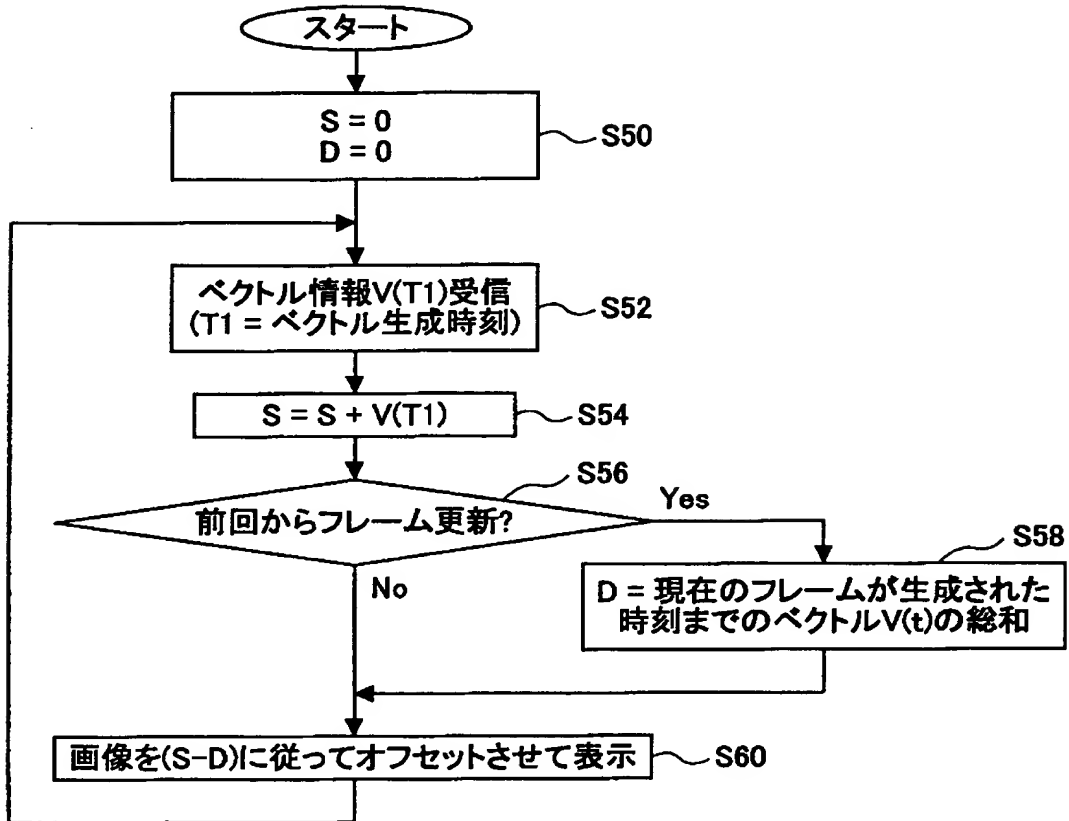 スタート
S = 0
D = 0
S50
ベクトル情報V(T1)受信
(T1 = ベクトル生成時刻)
S52
S = S + V(T1)
S54
S56
前回からフレーム更新?
Yes
No
S58
D = 現在のフレームが生成された
時刻までのベクトルV(t)の総和
画像を(S-D)に従ってオフセットさせて表示
S60